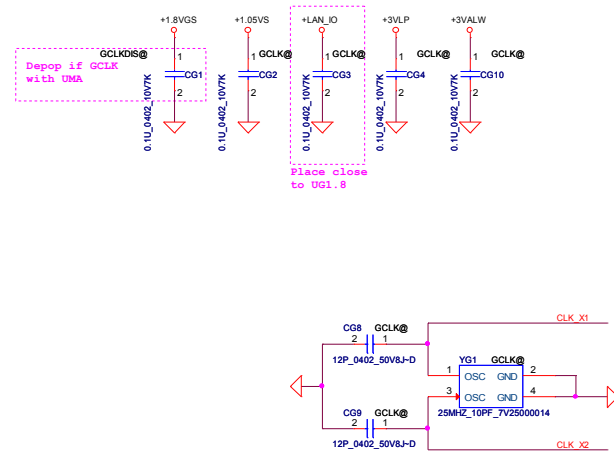 +1.8VGS +1.05VS +LAN_IO +3VLP +3VALW
GCLKDIS@ GCLK@ GCLK@ GCLK@ GCLK@
1 1 1 1 1
Depop if GCLK
with UMA
CG1 CG2 CG3 CG4 CG10
2 2 2 2 2
0.1U_0402_10V7K 0.1U_0402_10V7K 0.1U_0402_10V7K 0.1U_0402_10V7K 0.1U_0402_10V7K
Place close
to UG1.8
CLK_X1
CG8 GCLK@
2 1
12P_0402_50V8J~D
YG1 GCLK@
1 OSC GND 2
3 OSC GND 4
25MHZ_10PF_7V25000014
CG9 GCLK@
2 1
12P_0402_50V8J~D
CLK_X2